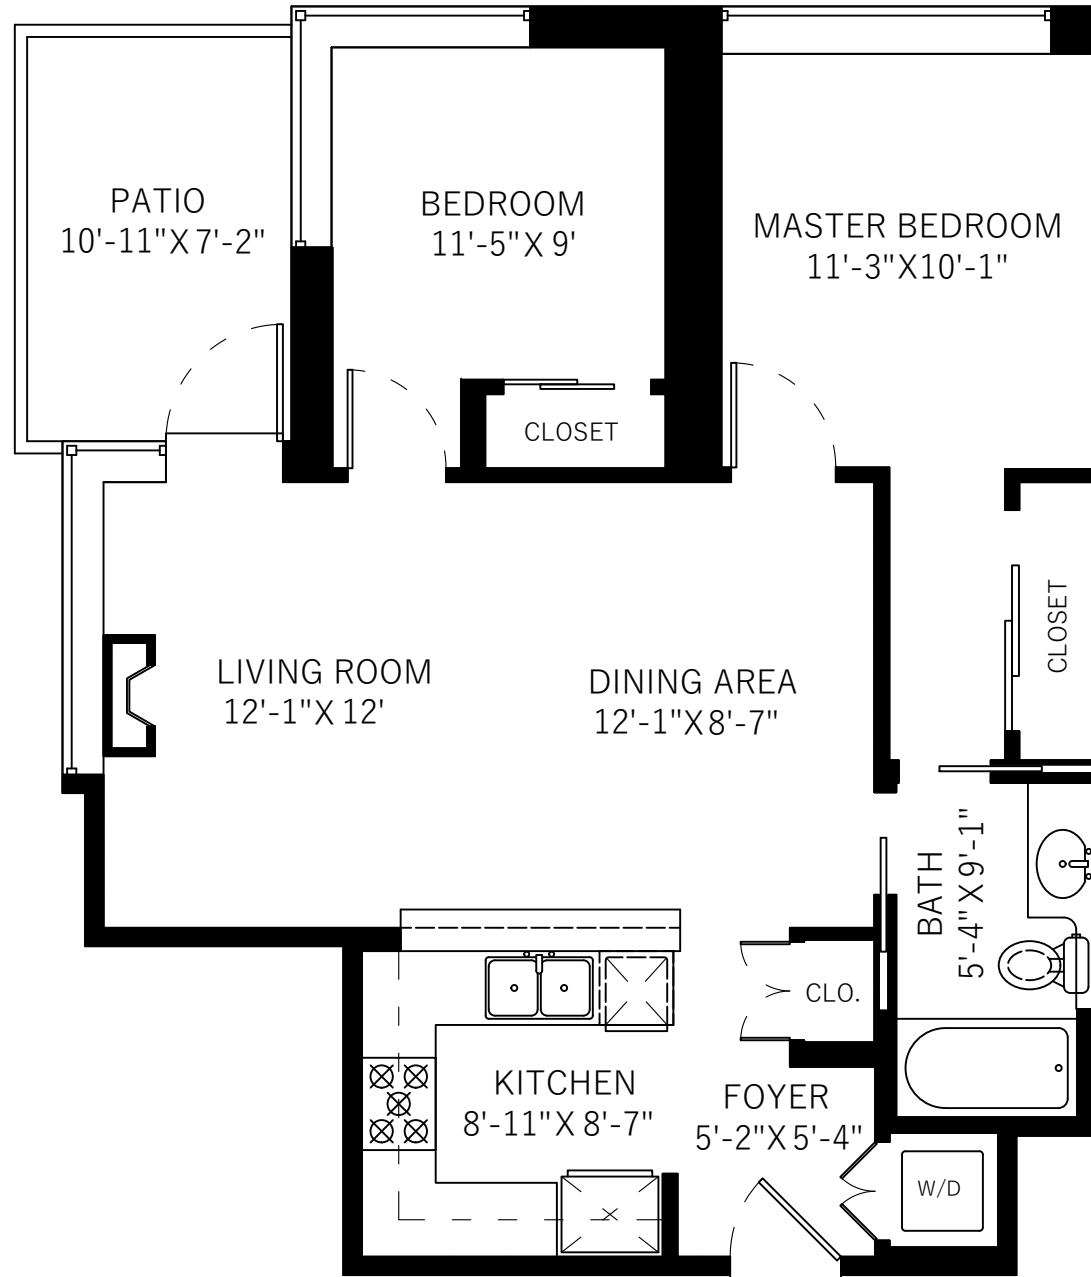 PATIO
10'-11"X 7'-2"
BEDROOM
11'-5"X 9'
MASTER BEDROOM
11'-3"X10'-1"
CLOSET
CLOSET
LIVING ROOM
12'-1"X 12'
DINING AREA
12'-1"X 8'-7"
BATH
5'-4"X 9'-1"
CLO.
KITCHEN
8'-11"X 8'-7"
FOYER
5'-2"X 5'-4"
W/D